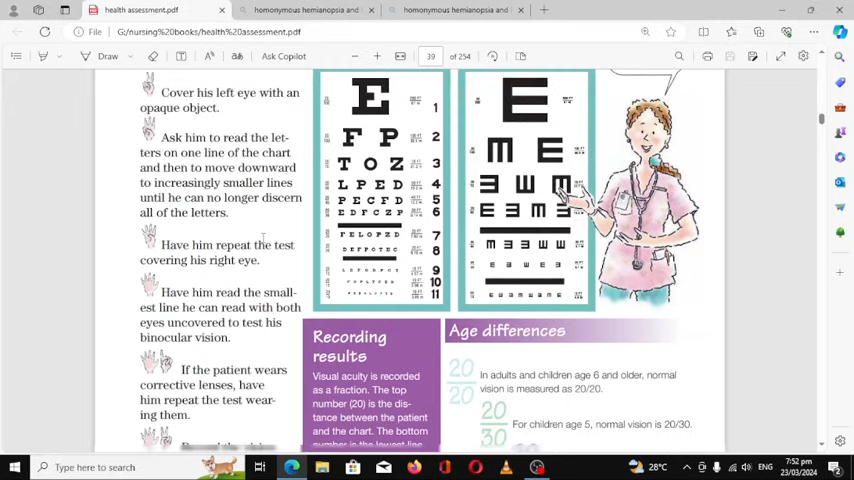 health assessment.pdf
homonymous hemianopsia and
homonymous hemianopsia and
File
G:/nursing books/health%20assessment.pdf
Draw
Ask Copilot
39
of 254
Cover his left eye with an
opaque object.
Ask him to read the let-
ters on one line of the chart
and then to move downward
to increasingly smaller lines
until he can no longer discern
all of the letters.
Have him repeat the test
covering his right eye.
Have him read the small-
est line he can read with both
eyes uncovered to test his
binocular vision.
If the patient wears
corrective lenses, have
him repeat the test wear-
ing them.
E
1
F P
2
T O Z
3
L P E D
4
P E C F D
5
E D F C Z P
6
F E L O P Z D
7
D E F P O T E C
8
9
10
11
Recording
results
Visual acuity is recorded
as a fraction. The top
number (20) is the dis-
tance between the patient
and the chart. The bottom
number is the lowest line
Age differences
20
20
In adults and children age 6 and older, normal
vision is measured as 20/20.
20
30
For children age 5, normal vision is 20/30.
Type here to search
28°C
ENG
7:52 pm
23/03/2024
2